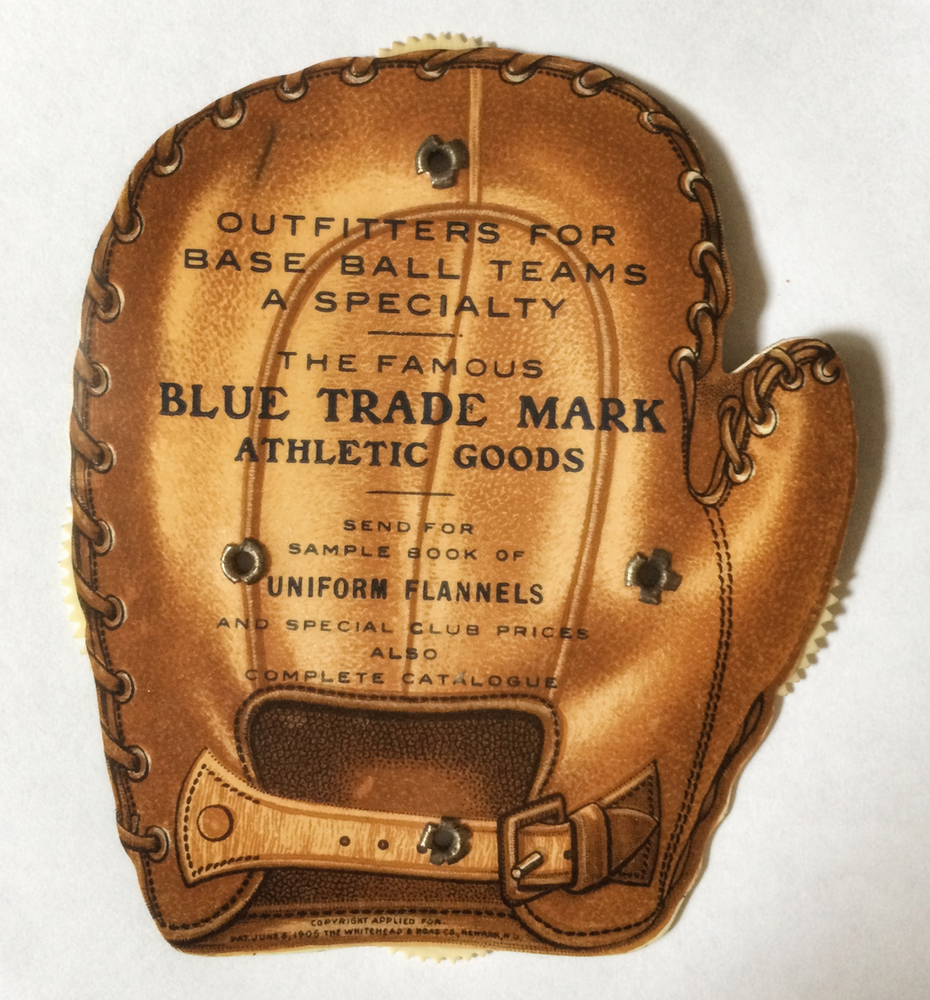 OUTFITTERS FOR
BASE BALL TEAMS
A SPECIALTY
THE FAMOUS
BLUE TRADE MARK
ATHLETIC GOODS
SEND FOR
SAMPLE BOOK OF
UNIFORM FLANNELS
AND SPECIAL CLUB PRICES
ALSO
COMPLETE CATALOGUE
COPYRIGHT APPLIED FOR.
PAT. JUNE 6, 1905 THE WHITEHEAD & HOAG CO., NEWARK, N.J.